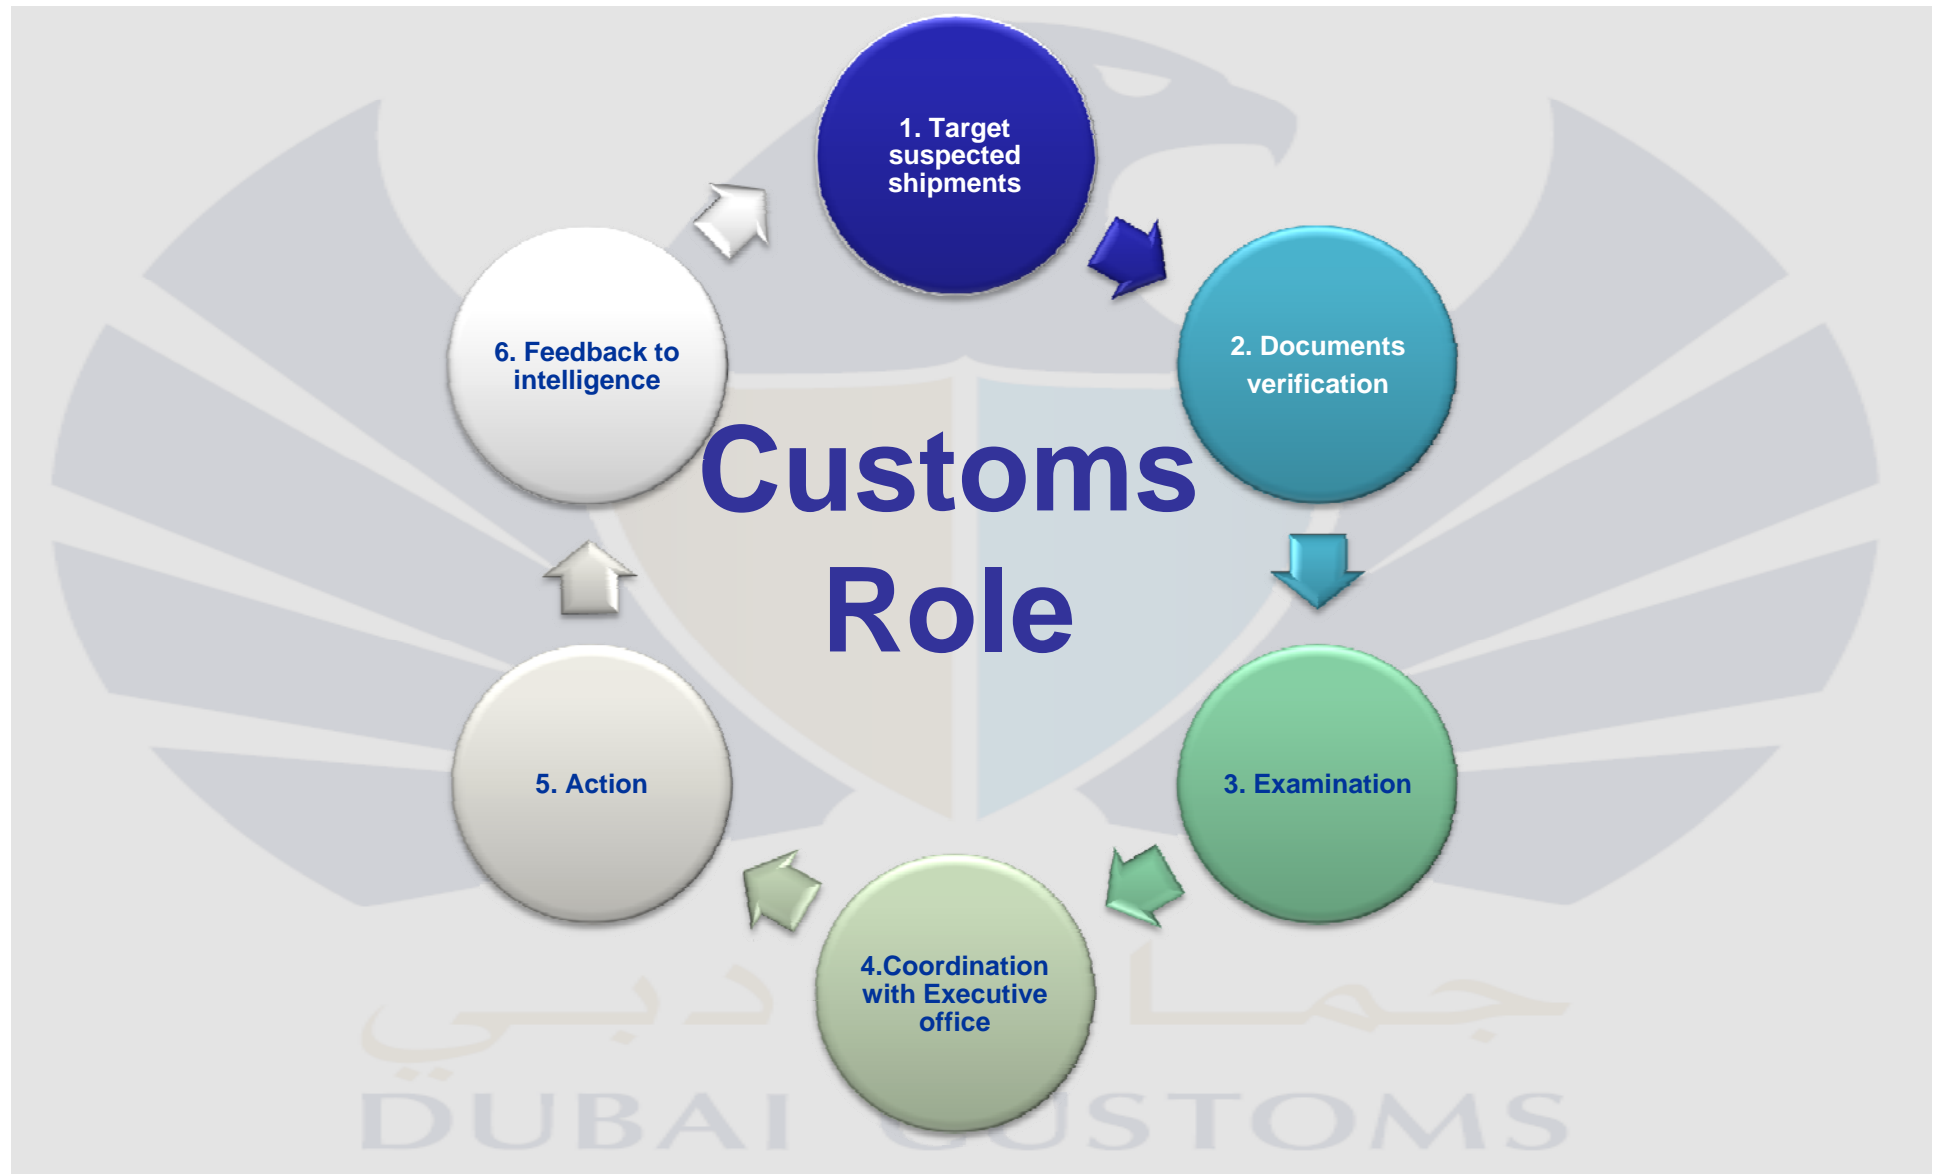 1. Target
suspected
shipments
2. Documents
verification
3. Examination
4.Coordination
with Executive
office
5. Action
6. Feedback to
intelligence
Customs
Role
دبي
DUBAI CUSTOMS